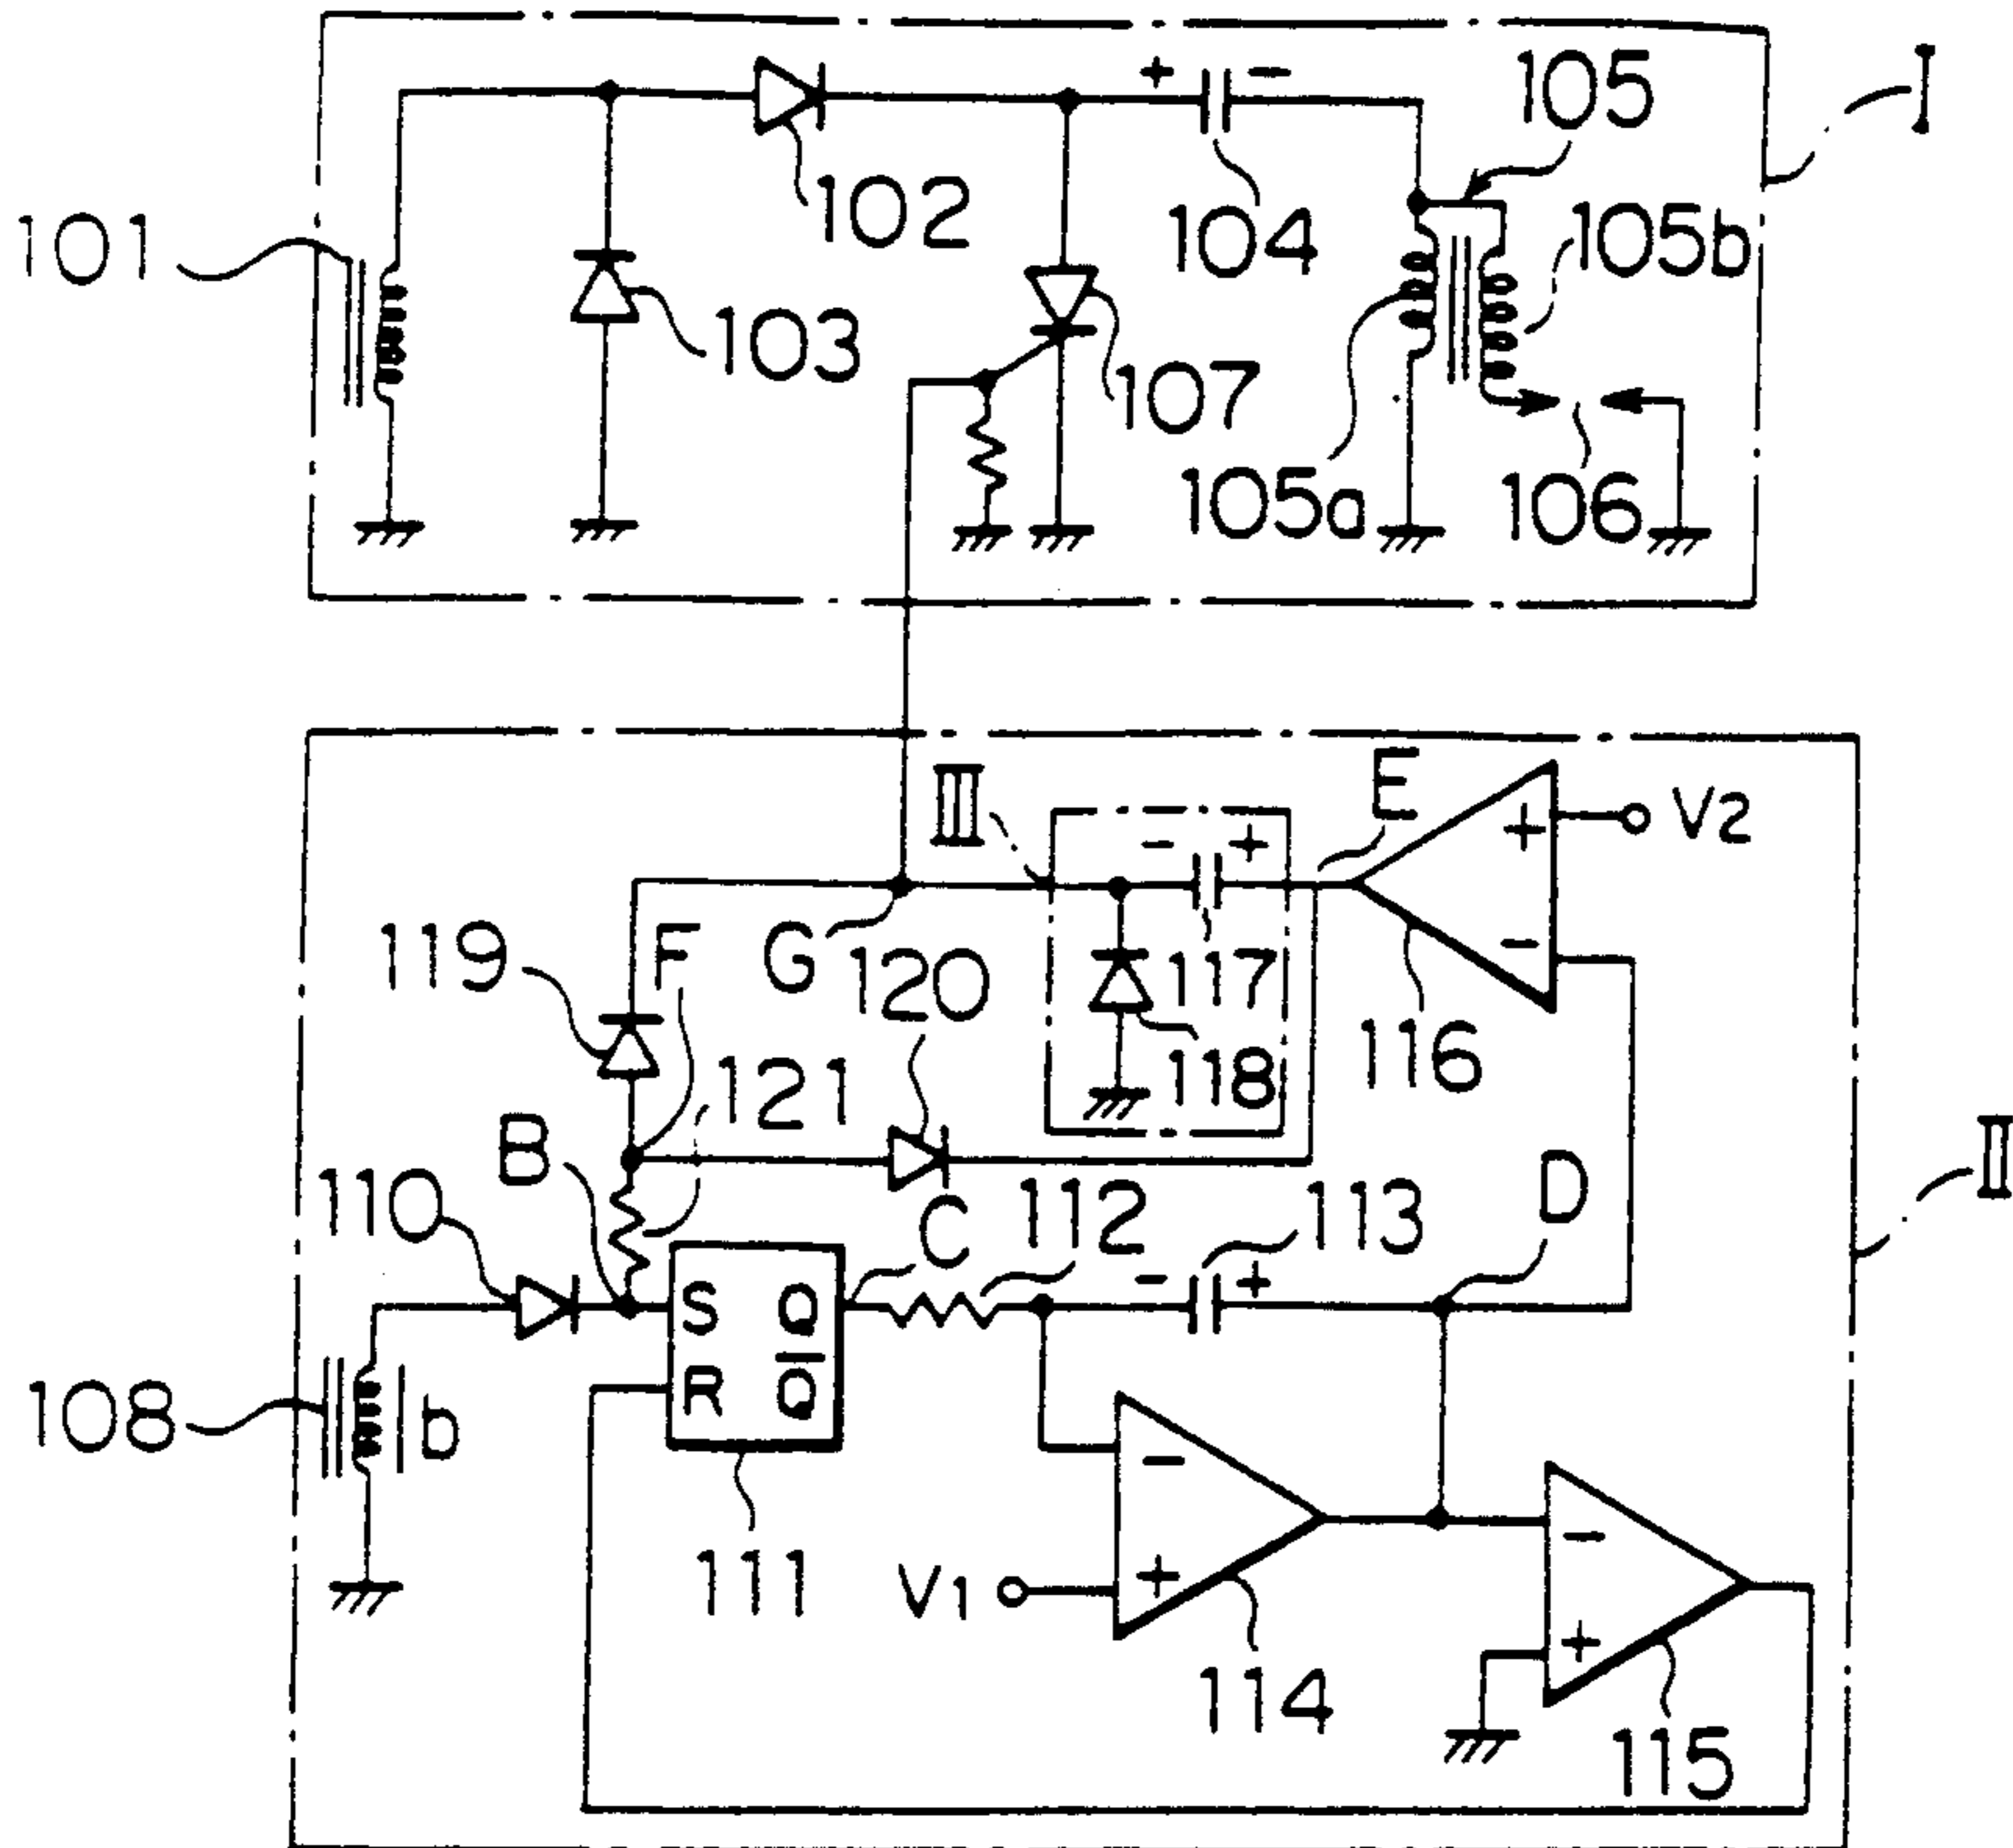 + -
105
I
102
104
105b
101
103
107
105a
106
III
E
- +
+
V2
119
F
G
120
117
-
121
118
116
B
110
C
112
113
D
II
- +
S Q
R Q̅
108
b
-
-
111
V1
+
114
+
115